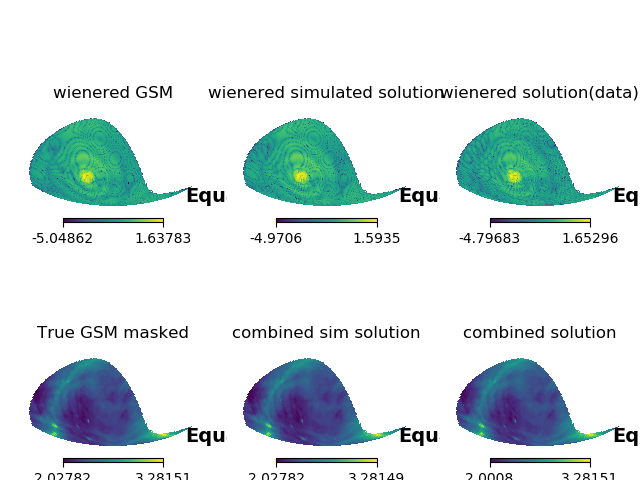 wienered GSM
wienered simulated solution
wienered solution(data)
Equ
Equ
Eq
-5.04862 1.63783
-4.9706 1.5935
-4.79683 1.65296
True GSM masked
combined sim solution
combined solution
Equ
Equ
Eq
2.02782 3.28151
2.02782 3.28149
2.0008 3.28151